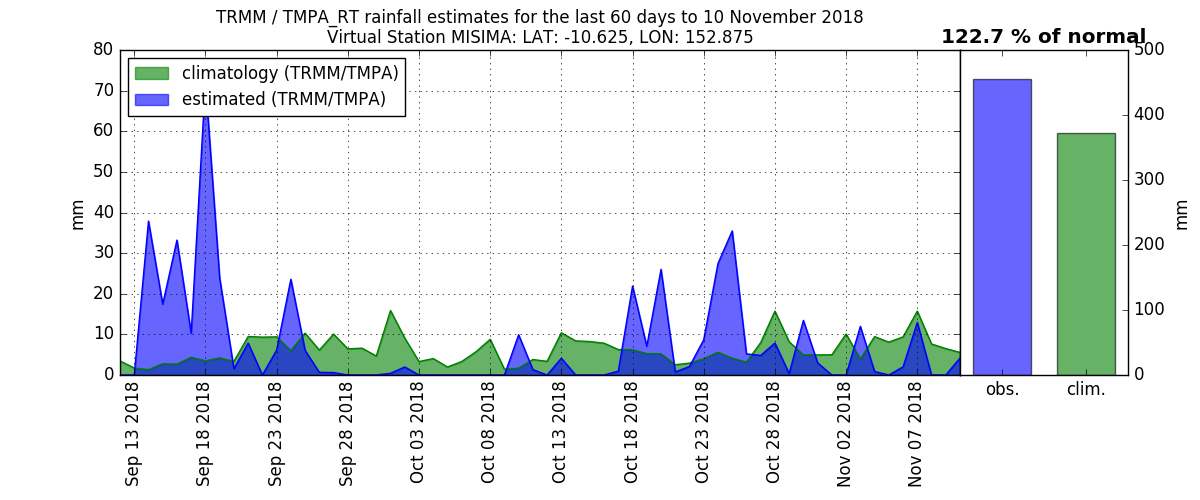 TRMM / TMPA_RT rainfall estimates for the last 60 days to 10 November 2018
Virtual Station MISIMA: LAT: -10.625, LON: 152.875
122.7 % of normal
climatology (TRMM/TMPA)
estimated (TRMM/TMPA)
mm
80
70
60
50
40
30
20
10
0
Sep 13 2018
Sep 18 2018
Sep 23 2018
Sep 28 2018
Oct 03 2018
Oct 08 2018
Oct 13 2018
Oct 18 2018
Oct 23 2018
Oct 28 2018
Nov 02 2018
Nov 07 2018
obs.
clim.
500
400
300
200
100
0
mm